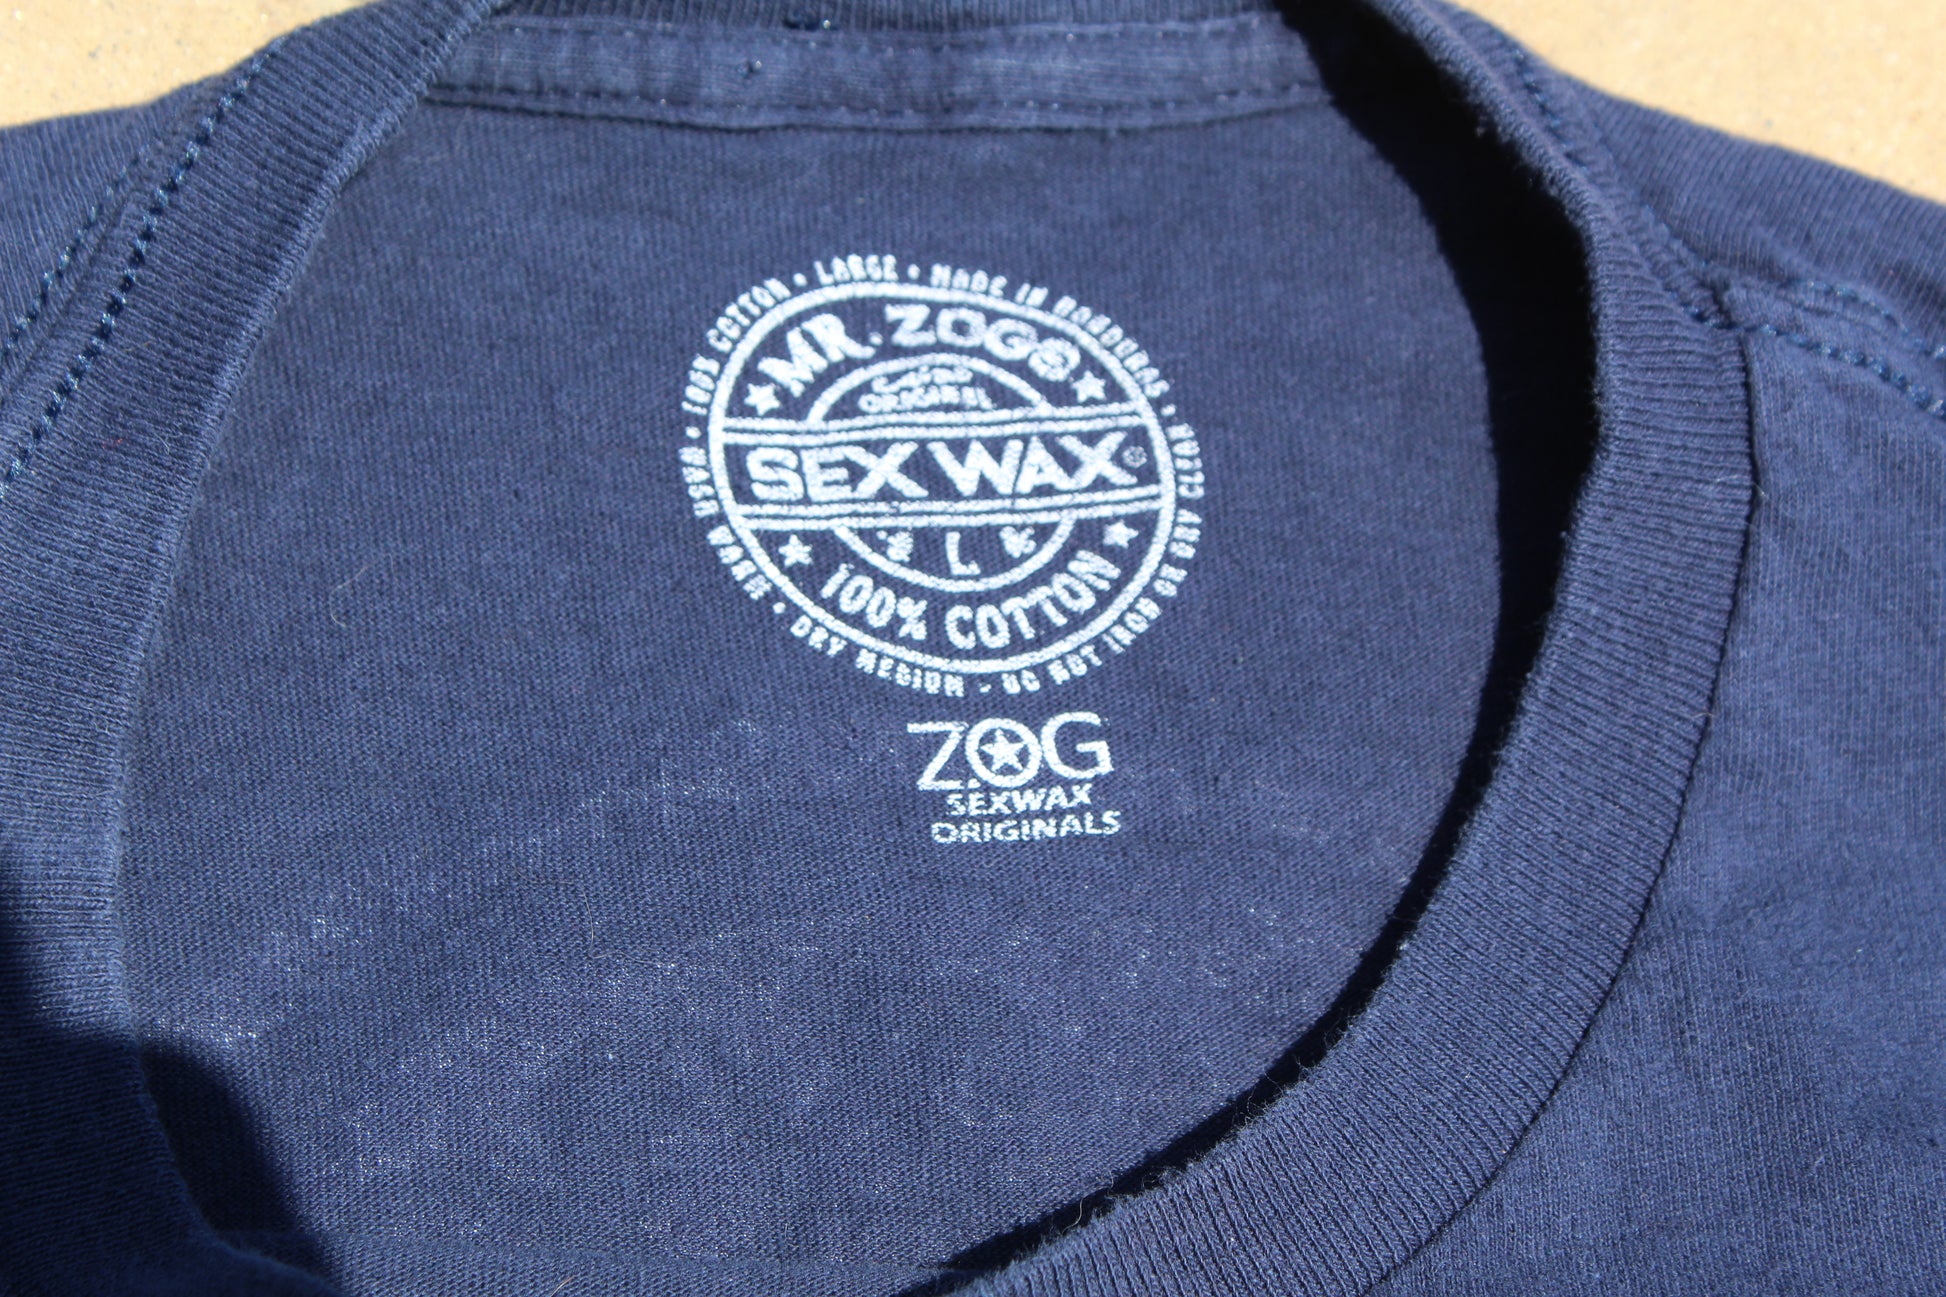 100% COTTON • LARGE • MADE IN HONDURAS •
MR. ZOGS
ORIGINAL
SEX WAX®
L
100% COTTON
WASH WARM • DRY MEDIUM - DO NOT IRON OR DRY CLEAN
ZOG
SEXWAX
ORIGINALS